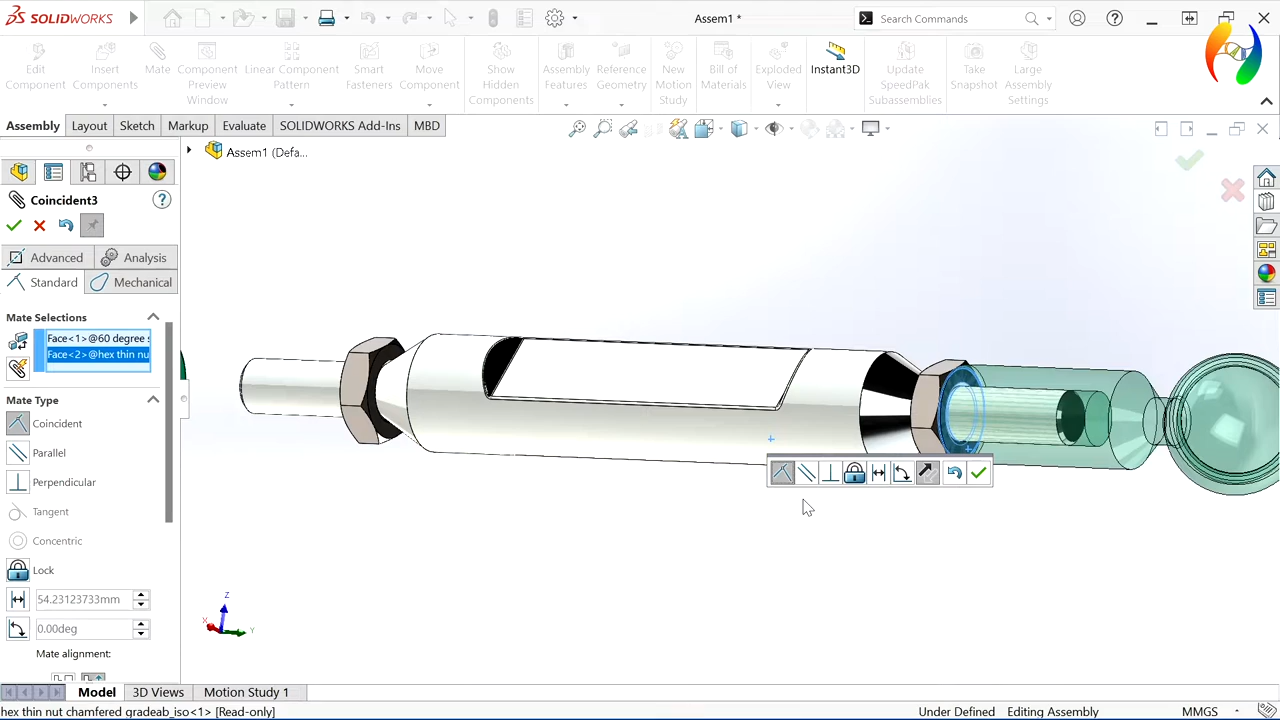 SOLIDWORKS
Assem1 *
Search Commands
Edit Component
Insert Components
Mate
Component Preview Window
Linear Component Pattern
Smart Fasteners
Move Component
Show Hidden Components
Assembly Features
Reference Geometry
New Motion Study
Bill of Materials
Exploded View
Instant3D
Update SpeedPak Subassemblies
Take Snapshot
Large Assembly Settings
Assembly
Layout
Sketch
Markup
Evaluate
SOLIDWORKS Add-Ins
MBD
Assem1 (Defa...
Coincident3
Advanced
Analysis
Standard
Mechanical
Mate Selections
Face<1>@60 degree
Face<2>@hex thin nu
Mate Type
Coincident
Parallel
Perpendicular
Tangent
Concentric
Lock
54.23123733mm
0.00deg
Mate alignment:
Z
X
Y
Model
3D Views
Motion Study 1
hex thin nut chamfered gradeab_iso<1> [Read-only]
Under Defined
Editing Assembly
MMGS